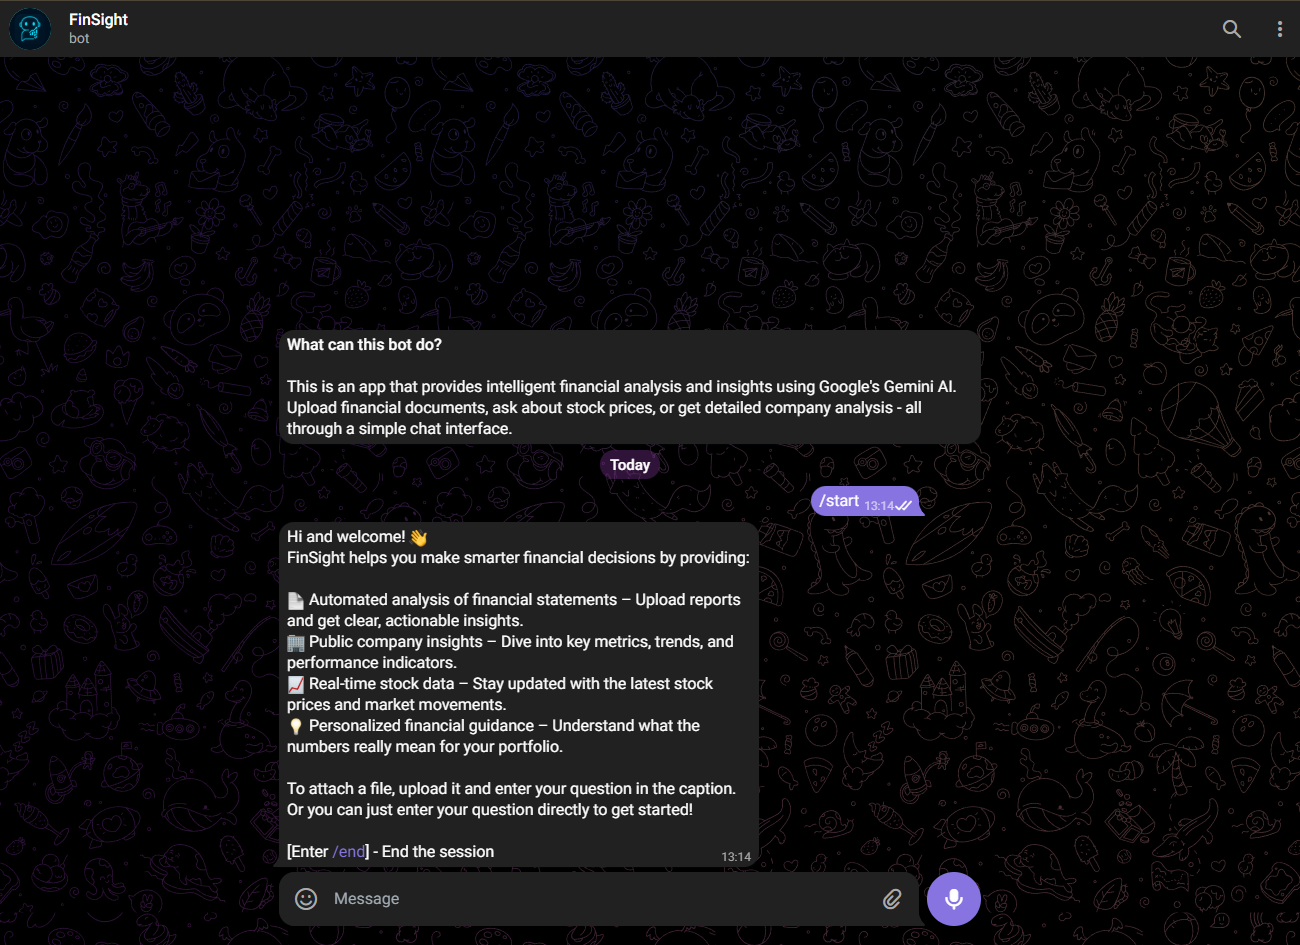 FinSight
bot
What can this bot do?
This is an app that provides intelligent financial analysis and insights using Google's Gemini AI.
Upload financial documents, ask about stock prices, or get detailed company analysis - all
through a simple chat interface.
Today
/start 13:14
Hi and welcome! 👋
FinSight helps you make smarter financial decisions by providing:
📄 Automated analysis of financial statements – Upload reports
and get clear, actionable insights.
🏢 Public company insights – Dive into key metrics, trends, and
performance indicators.
📈 Real-time stock data – Stay updated with the latest stock
prices and market movements.
💡 Personalized financial guidance – Understand what the
numbers really mean for your portfolio.
To attach a file, upload it and enter your question in the caption.
Or you can just enter your question directly to get started!
[Enter /end] - End the session
13:14
Message